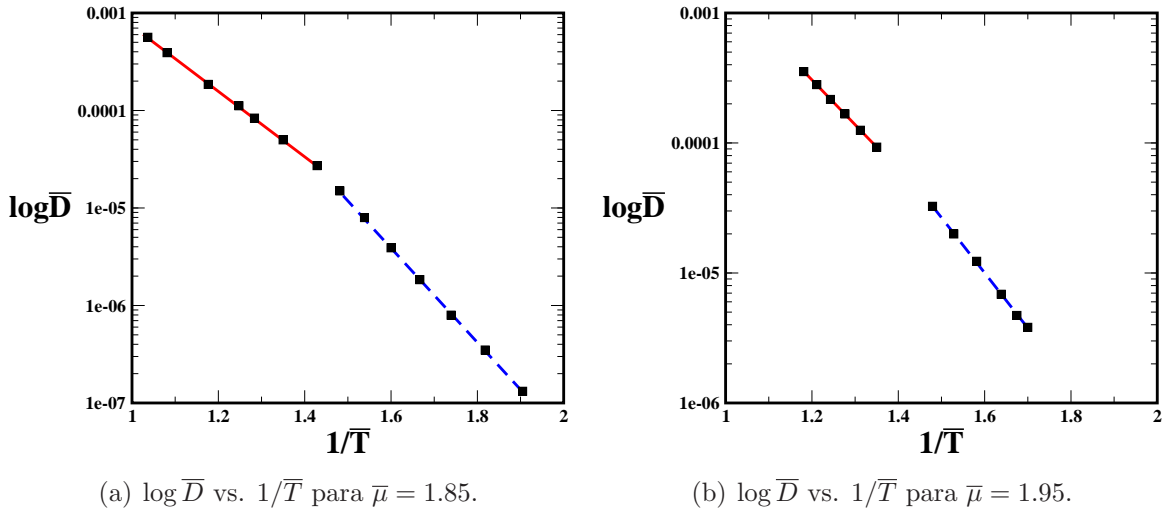 0.001
0.0001
1e-05
1e-06
1e-07
log D̅
1 1.2 1.4 1.6 1.8 2
1/T̅
(a) log D̅ vs. 1/T̅ para μ̅ = 1.85.
0.001
0.0001
1e-05
1e-06
log D̅
1 1.2 1.4 1.6 1.8 2
1/T̅
(b) log D̅ vs. 1/T̅ para μ̅ = 1.95.